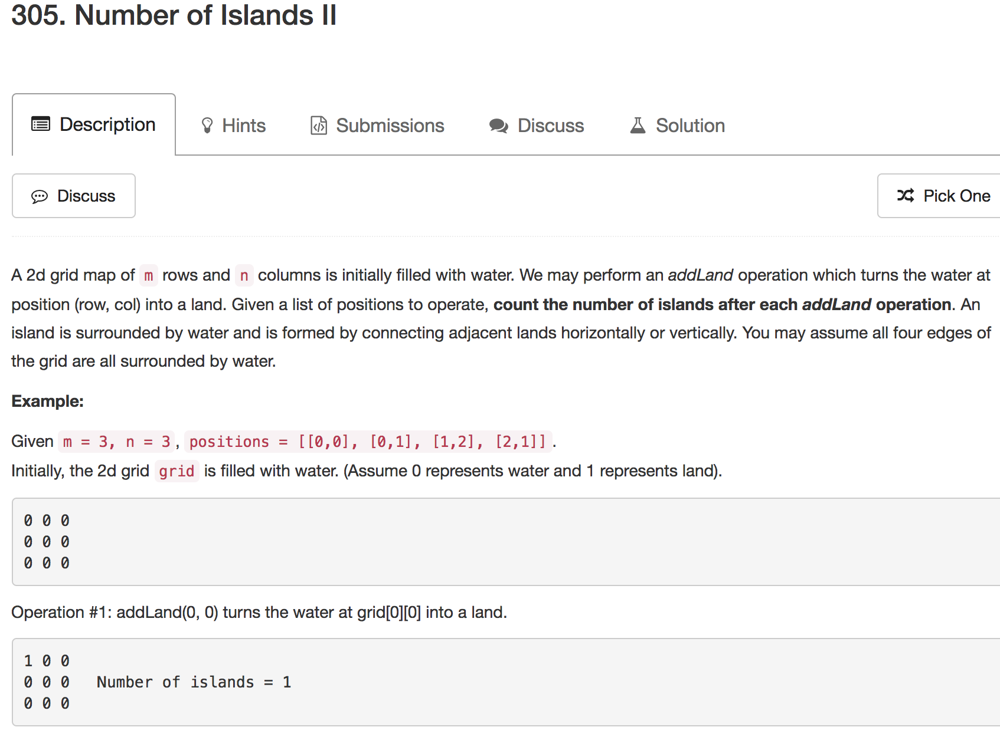 305. Number of Islands II
Description
Hints
Submissions
Discuss
Solution
Discuss
Pick One
A 2d grid map of m rows and n columns is initially filled with water. We may perform an addLand operation which turns the water at
position (row, col) into a land. Given a list of positions to operate, count the number of islands after each addLand operation. An
island is surrounded by water and is formed by connecting adjacent lands horizontally or vertically. You may assume all four edges of
the grid are all surrounded by water.
Example:
Given m = 3, n = 3, positions = [[0,0], [0,1], [1,2], [2,1]].
Initially, the 2d grid grid is filled with water. (Assume 0 represents water and 1 represents land).
0 0 0
0 0 0
0 0 0
Operation #1: addLand(0, 0) turns the water at grid[0][0] into a land.
1 0 0
0 0 0   Number of islands = 1
0 0 0